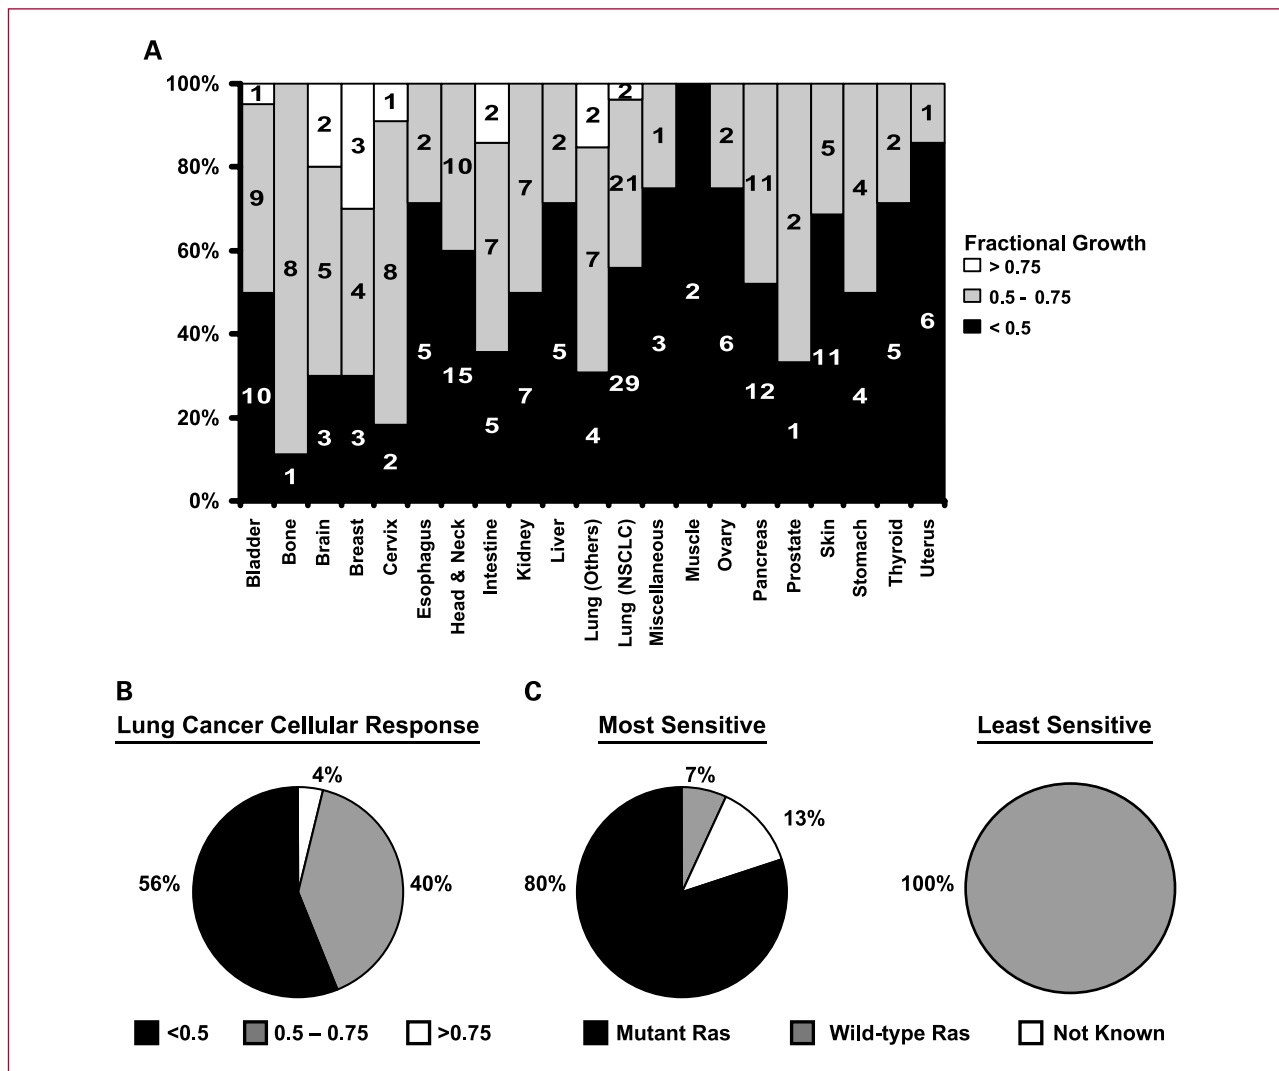 A
100%
80%
60%
40%
20%
0%
1 2 3 1 2 2 2
9 8 5 4 8 2 10 7 7 2 7 21 1 2 11 2 5 4 2 1
10 1 3 3 2 5 15 5 7 5 4 29 3 2 6 12 1 11 4 5 6
Bladder
Bone
Brain
Breast
Cervix
Esophagus
Head & Neck
Intestine
Kidney
Liver
Lung (Others)
Lung (NSCLC)
Miscellaneous
Muscle
Ovary
Pancreas
Prostate
Skin
Stomach
Thyroid
Uterus
Fractional Growth
> 0.75
0.5 - 0.75
< 0.5
B
Lung Cancer Cellular Response
4%
56%
40%
<0.5
0.5 – 0.75
>0.75
C
Most Sensitive
7%
13%
80%
Least Sensitive
100%
Mutant Ras
Wild-type Ras
Not Known